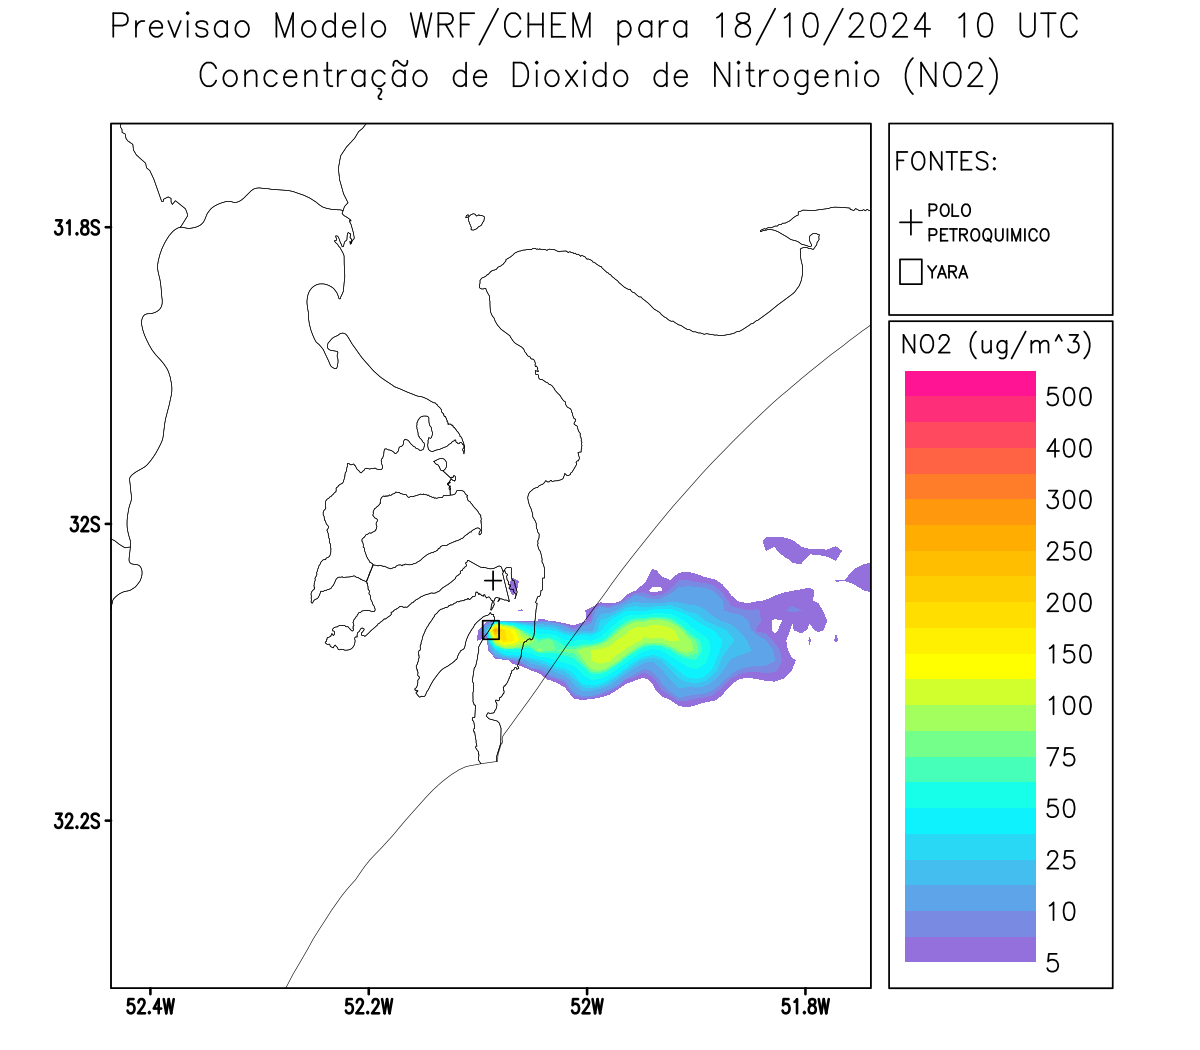 Previsao Modelo WRF/CHEM para 18/10/2024 10 UTC
Concentração de Dioxido de Nitrogenio (NO2)
FONTES:
POLO
PETROQUIMICO
YARA
NO2 (ug/m^3)
500
400
300
250
200
150
100
75
50
25
10
5
31.8S
32S
32.2S
52.4W
52.2W
52W
51.8W